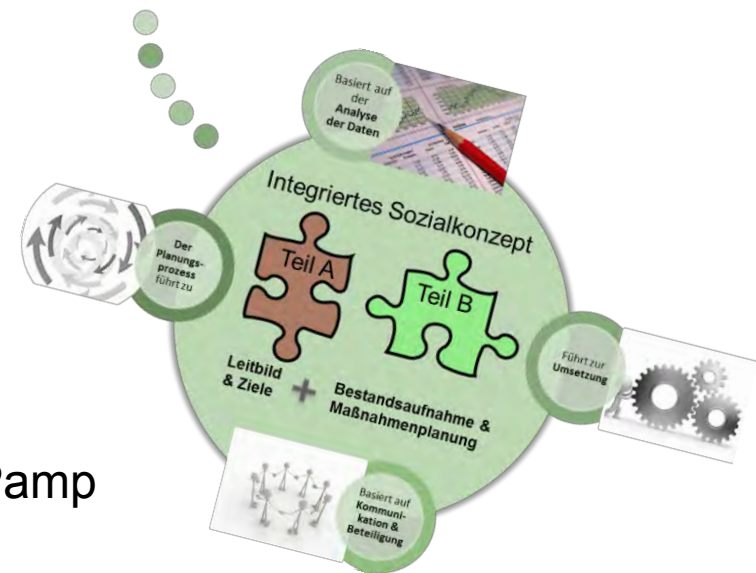 Basiert auf
der
Analyse
der Daten
Integriertes Sozialkonzept
Der
Planungs-
prozess
führt zu
Teil A
Teil B
Führt zur
Umsetzung
Leitbild
& Ziele
+
Bestandsaufnahme &
Maßnahmenplanung
Basiert auf
Kommuni-
kation &
Beteiligung